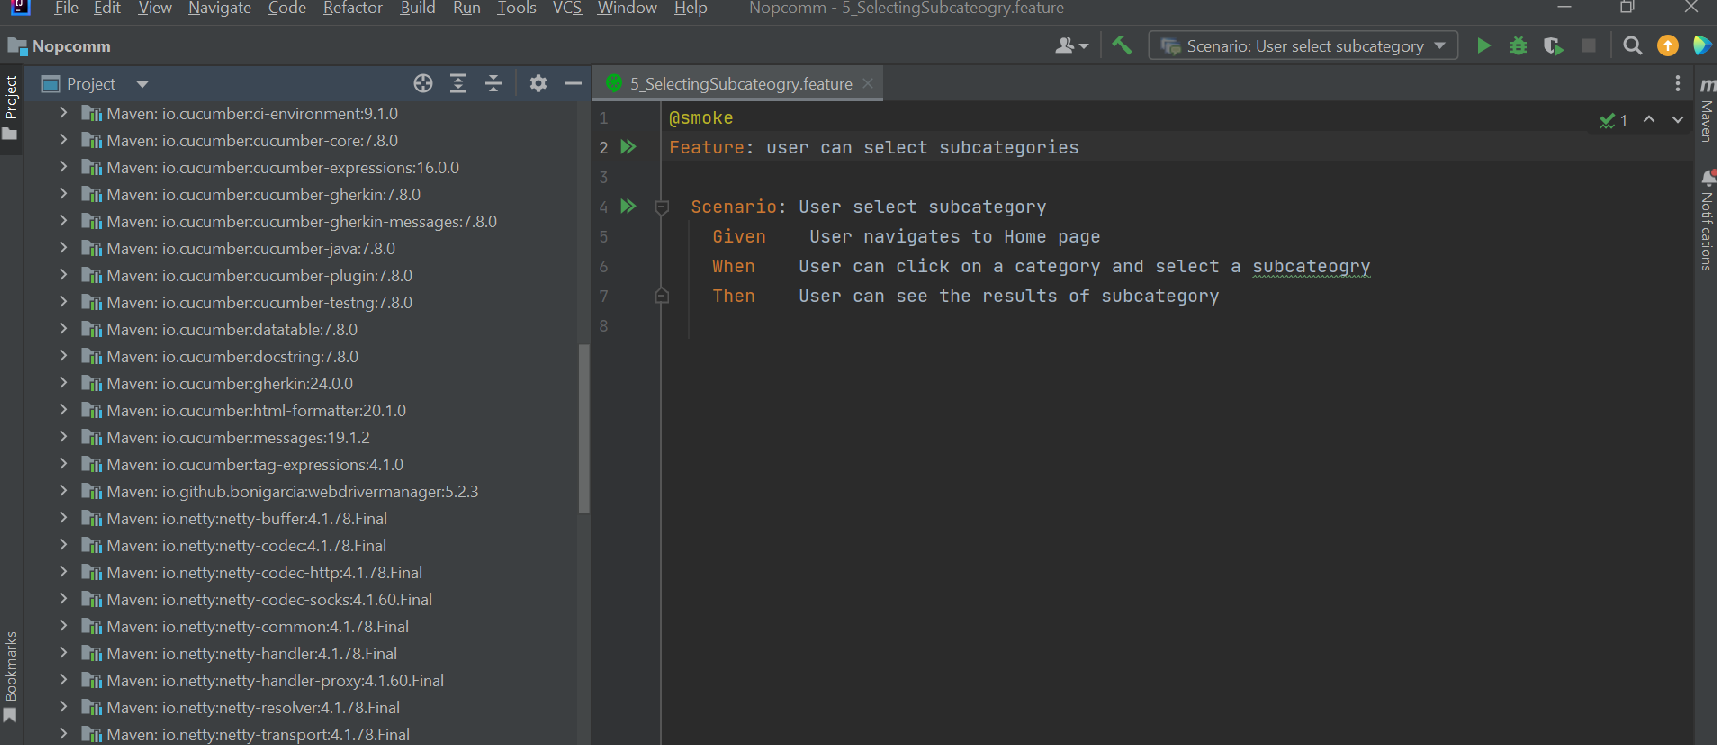 File Edit View Navigate Code Refactor Build Run Tools VCS Window Help Nopcomm - 5_SelectingSubcateogry.feature
Nopcomm Scenario: User select subcategory
Project Project 5_SelectingSubcateogry.feature
Maven: io.cucumber:ci-environment:9.1.0
Maven: io.cucumber:cucumber-core:7.8.0
Maven: io.cucumber:cucumber-expressions:16.0.0
Maven: io.cucumber:cucumber-gherkin:7.8.0
Maven: io.cucumber:cucumber-gherkin-messages:7.8.0
Maven: io.cucumber:cucumber-java:7.8.0
Maven: io.cucumber:cucumber-plugin:7.8.0
Maven: io.cucumber:cucumber-testng:7.8.0
Maven: io.cucumber:datatable:7.8.0
Maven: io.cucumber:docstring:7.8.0
Maven: io.cucumber:gherkin:24.0.0
Maven: io.cucumber:html-formatter:20.1.0
Maven: io.cucumber:messages:19.1.2
Maven: io.cucumber:tag-expressions:4.1.0
Maven: io.github.bonigarcia:webdrivermanager:5.2.3
Maven: io.netty:netty-buffer:4.1.78.Final
Maven: io.netty:netty-codec:4.1.78.Final
Maven: io.netty:netty-codec-http:4.1.78.Final
Maven: io.netty:netty-codec-socks:4.1.60.Final
Maven: io.netty:netty-common:4.1.78.Final
Maven: io.netty:netty-handler:4.1.78.Final
Maven: io.netty:netty-handler-proxy:4.1.60.Final
Maven: io.netty:netty-resolver:4.1.78.Final
Maven: io.netty:netty-transport:4.1.78.Final
Bookmarks
1 @smoke 1
2 Feature: user can select subcategories
3
4 Scenario: User select subcategory
5 Given User navigates to Home page
6 When User can click on a category and select a subcateogry
7 Then User can see the results of subcategory
8
m Maven
Notifications